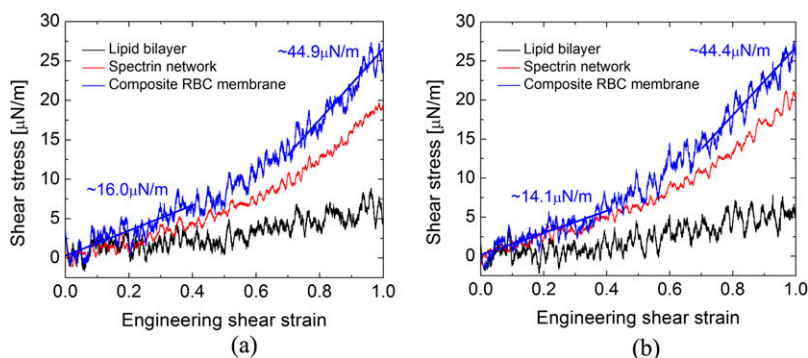 30
25
20
15
10
5
0
Shear stress [µN/m]
Lipid bilayer
Spectrin network
Composite RBC membrane
~44.9µN/m
~16.0µN/m
0.0 0.2 0.4 0.6 0.8 1.0
Engineering shear strain
(a)
30
25
20
15
10
5
0
Shear stress [µN/m]
Lipid bilayer
Spectrin network
Composite RBC membrane
~44.4µN/m
~14.1µN/m
0.0 0.2 0.4 0.6 0.8 1.0
Engineering shear strain
(b)